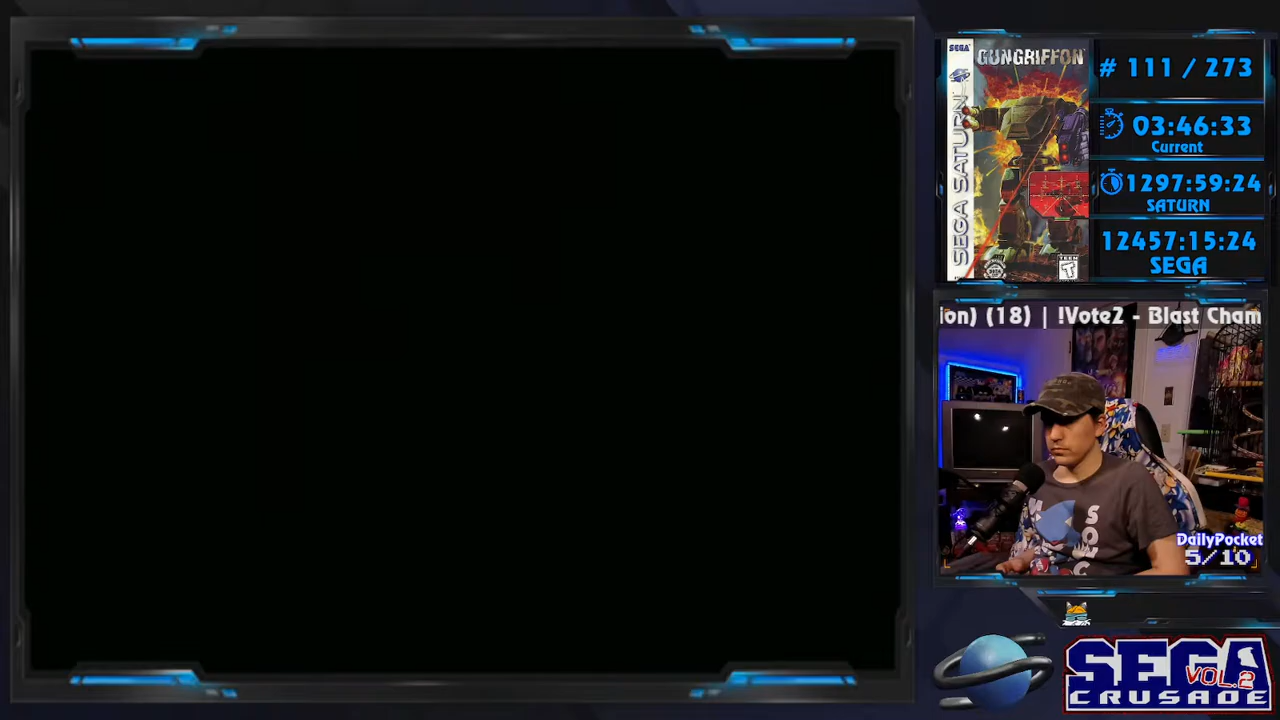 SEGA
GUNGRIFFON
SEGA SATURN
TEEN
T
# 111 / 273
03:46:33
Current
1297:59:24
SATURN
12457:15:24
SEGA
ion) (18) | !Vote2 - Blast Cham
DailyPocket
5/10
SEGA
VOL.2
CRUSADE